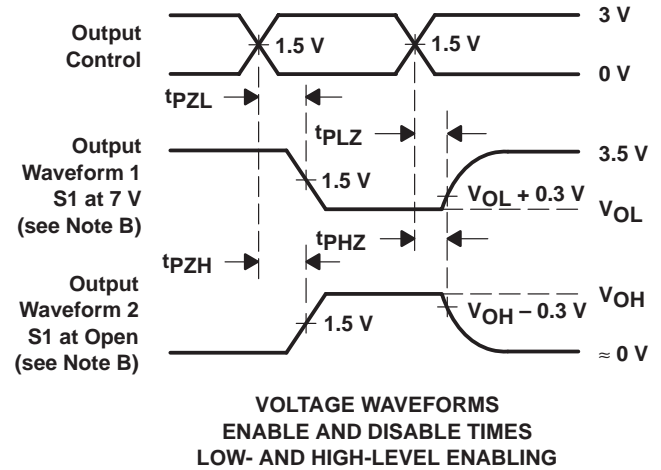 3 V
Output
Control
1.5 V
1.5 V
0 V
tPZL
tPLZ
Output
Waveform 1
S1 at 7 V
(see Note B)
3.5 V
1.5 V
VOL + 0.3 V
VOL
tPZH
tPHZ
Output
Waveform 2
S1 at Open
(see Note B)
VOH
VOH – 0.3 V
1.5 V
≈ 0 V
VOLTAGE WAVEFORMS
ENABLE AND DISABLE TIMES
LOW- AND HIGH-LEVEL ENABLING